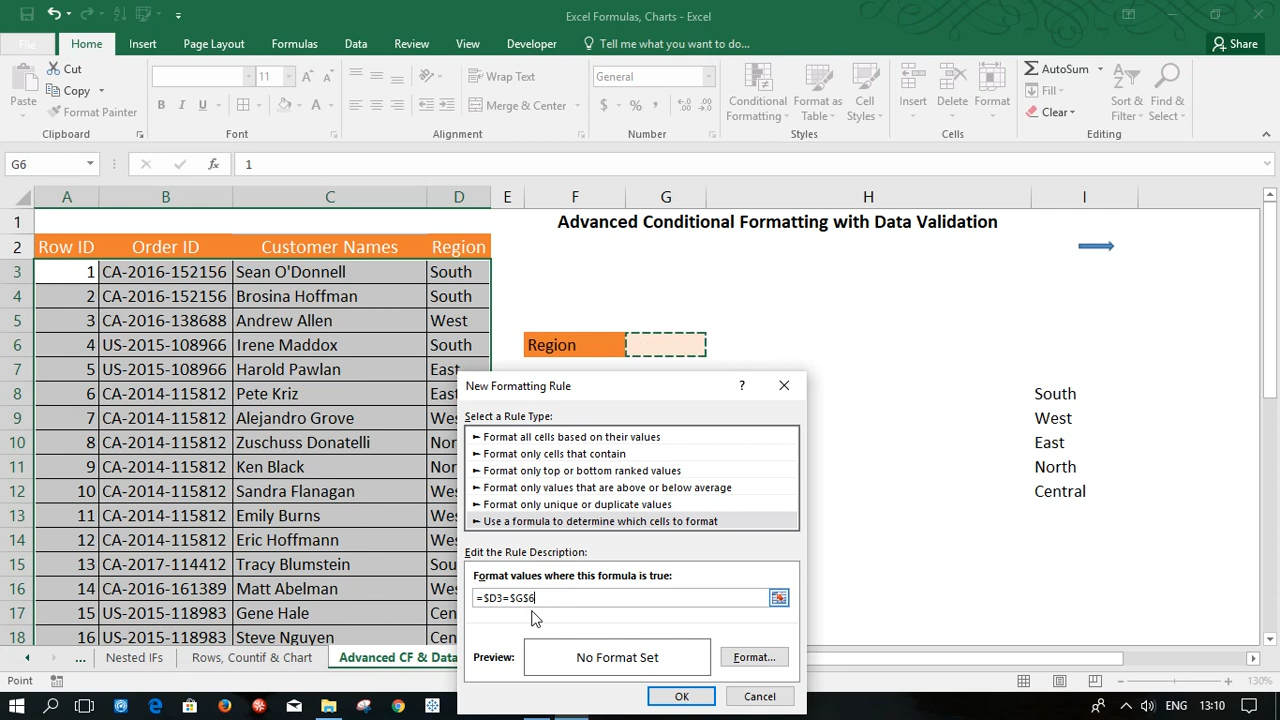 Excel Formulas, Charts - Excel
File
Home
Insert
Page Layout
Formulas
Data
Review
View
Developer
Tell me what you want to do...
Share
Paste
Cut
Copy
Format Painter
Clipboard
11
B I U
Font
Wrap Text
Merge & Center
Alignment
General
$ % ,
Number
Conditional Formatting
Format as Table
Cell Styles
Styles
Insert
Delete
Format
Cells
AutoSum
Fill
Clear
Sort & Filter
Find & Select
Editing
G6
fx
1
A B C D E F G H I
1 Advanced Conditional Formatting with Data Validation
2 Row ID Order ID Customer Names Region
3 1 CA-2016-152156 Sean O'Donnell South
4 2 CA-2016-152156 Brosina Hoffman South
5 3 CA-2016-138688 Andrew Allen West
6 4 US-2015-108966 Irene Maddox South Region
7 5 US-2015-108966 Harold Pawlan East
8 6 CA-2014-115812 Pete Kriz East South
9 7 CA-2014-115812 Alejandro Grove Wes West
10 8 CA-2014-115812 Zuschuss Donatelli Nor East
11 9 CA-2014-115812 Ken Black Nor North
12 10 CA-2014-115812 Sandra Flanagan Wes Central
13 11 CA-2014-115812 Emily Burns Wes
14 12 CA-2014-115812 Eric Hoffmann Wes
15 13 CA-2017-114412 Tracy Blumstein Sou
16 14 CA-2016-161389 Matt Abelman Wes
17 15 US-2015-118983 Gene Hale Cen
18 16 US-2015-118983 Steve Nguyen Cen
New Formatting Rule
?
Select a Rule Type:
► Format all cells based on their values
► Format only cells that contain
► Format only top or bottom ranked values
► Format only values that are above or below average
► Format only unique or duplicate values
► Use a formula to determine which cells to format
Edit the Rule Description:
Format values where this formula is true:
=$D3=$G$6
Preview:
No Format Set
Format...
OK
Cancel
...
Nested IFs
Rows, Countif & Chart
Advanced CF & Data
Point
130%
ENG
13:10